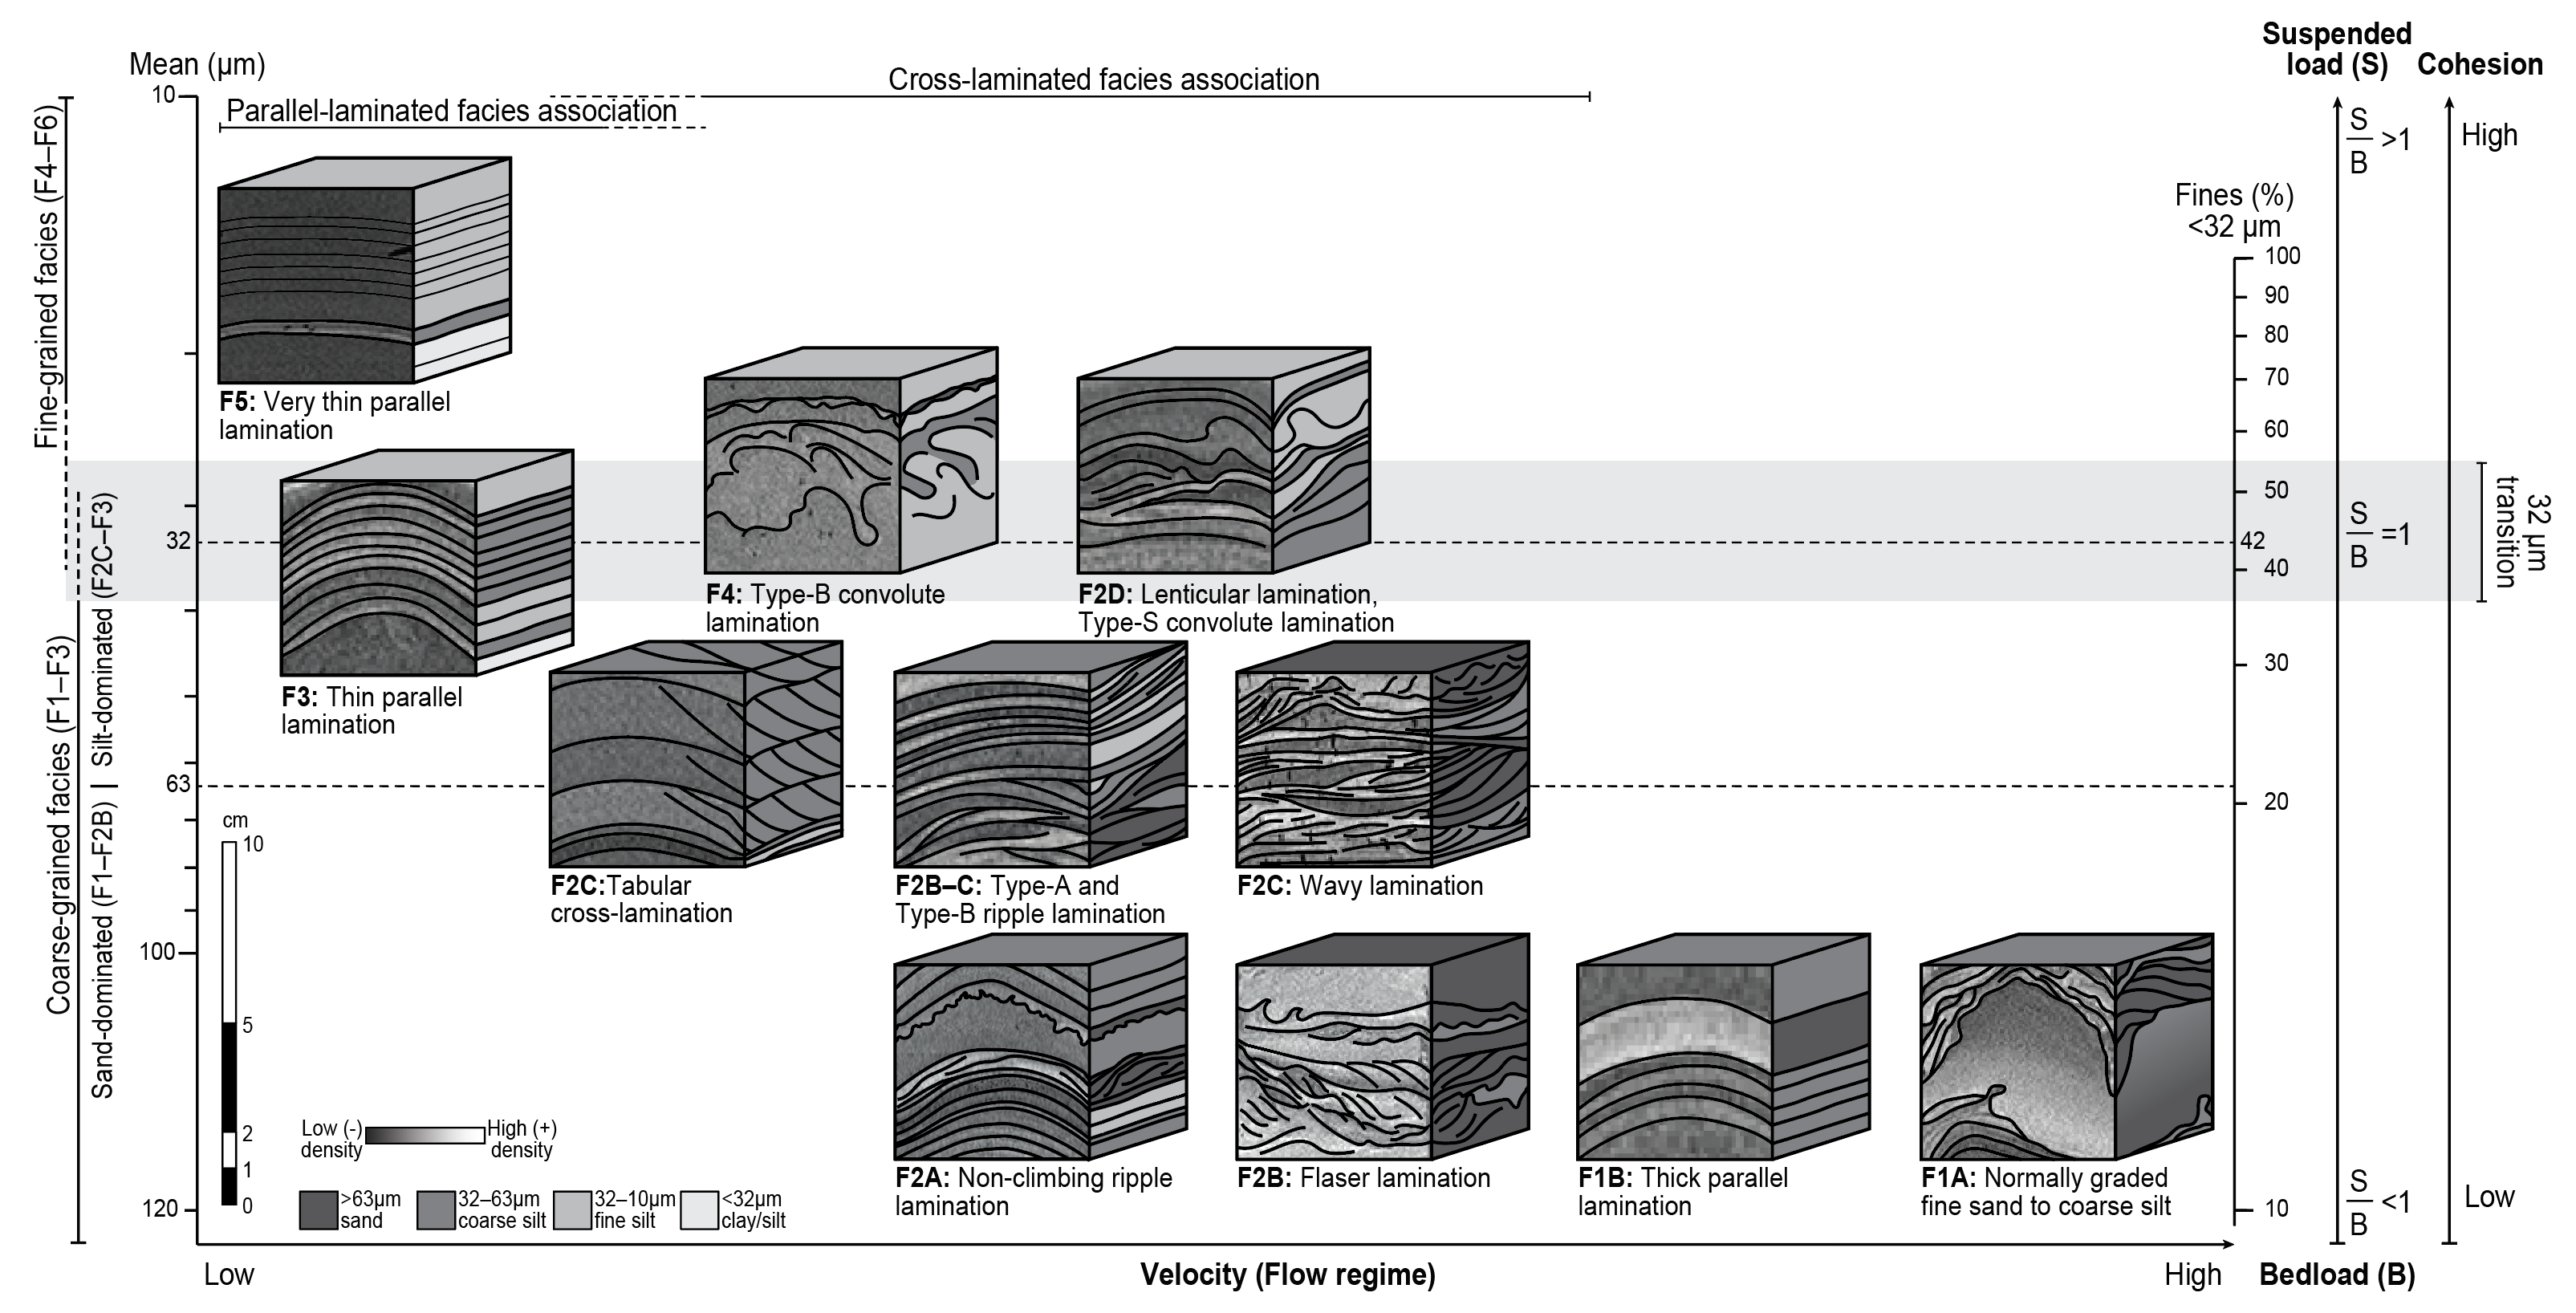 Suspended
load (S)
Cohesion
Mean (µm)
Cross-laminated facies association
10
Parallel-laminated facies association
S
B
>1
High
Fines (%)
<32 µm
100
90
80
70
60
50
42
40
30
20
10
Fine-grained facies (F4–F6)
F5: Very thin parallel
lamination
32
S
B
=1
32 µm
transition
F4: Type-B convolute
lamination
F2D: Lenticular lamination,
Type-S convolute lamination
F3: Thin parallel
lamination
Coarse-grained facies (F1–F3)
Silt-dominated (F2C–F3)
Sand-dominated (F1–F2B)
63
F2C:Tabular
cross-lamination
F2B–C: Type-A and
Type-B ripple lamination
F2C: Wavy lamination
cm
10
5
2
1
0
100
Low (-)
density
High (+)
density
>63µm
sand
32–63µm
coarse silt
32–10µm
fine silt
<32µm
clay/silt
120
F2A: Non-climbing ripple
lamination
F2B: Flaser lamination
F1B: Thick parallel
lamination
F1A: Normally graded
fine sand to coarse silt
S
B
<1
Low
Low
Velocity (Flow regime)
High
Bedload (B)